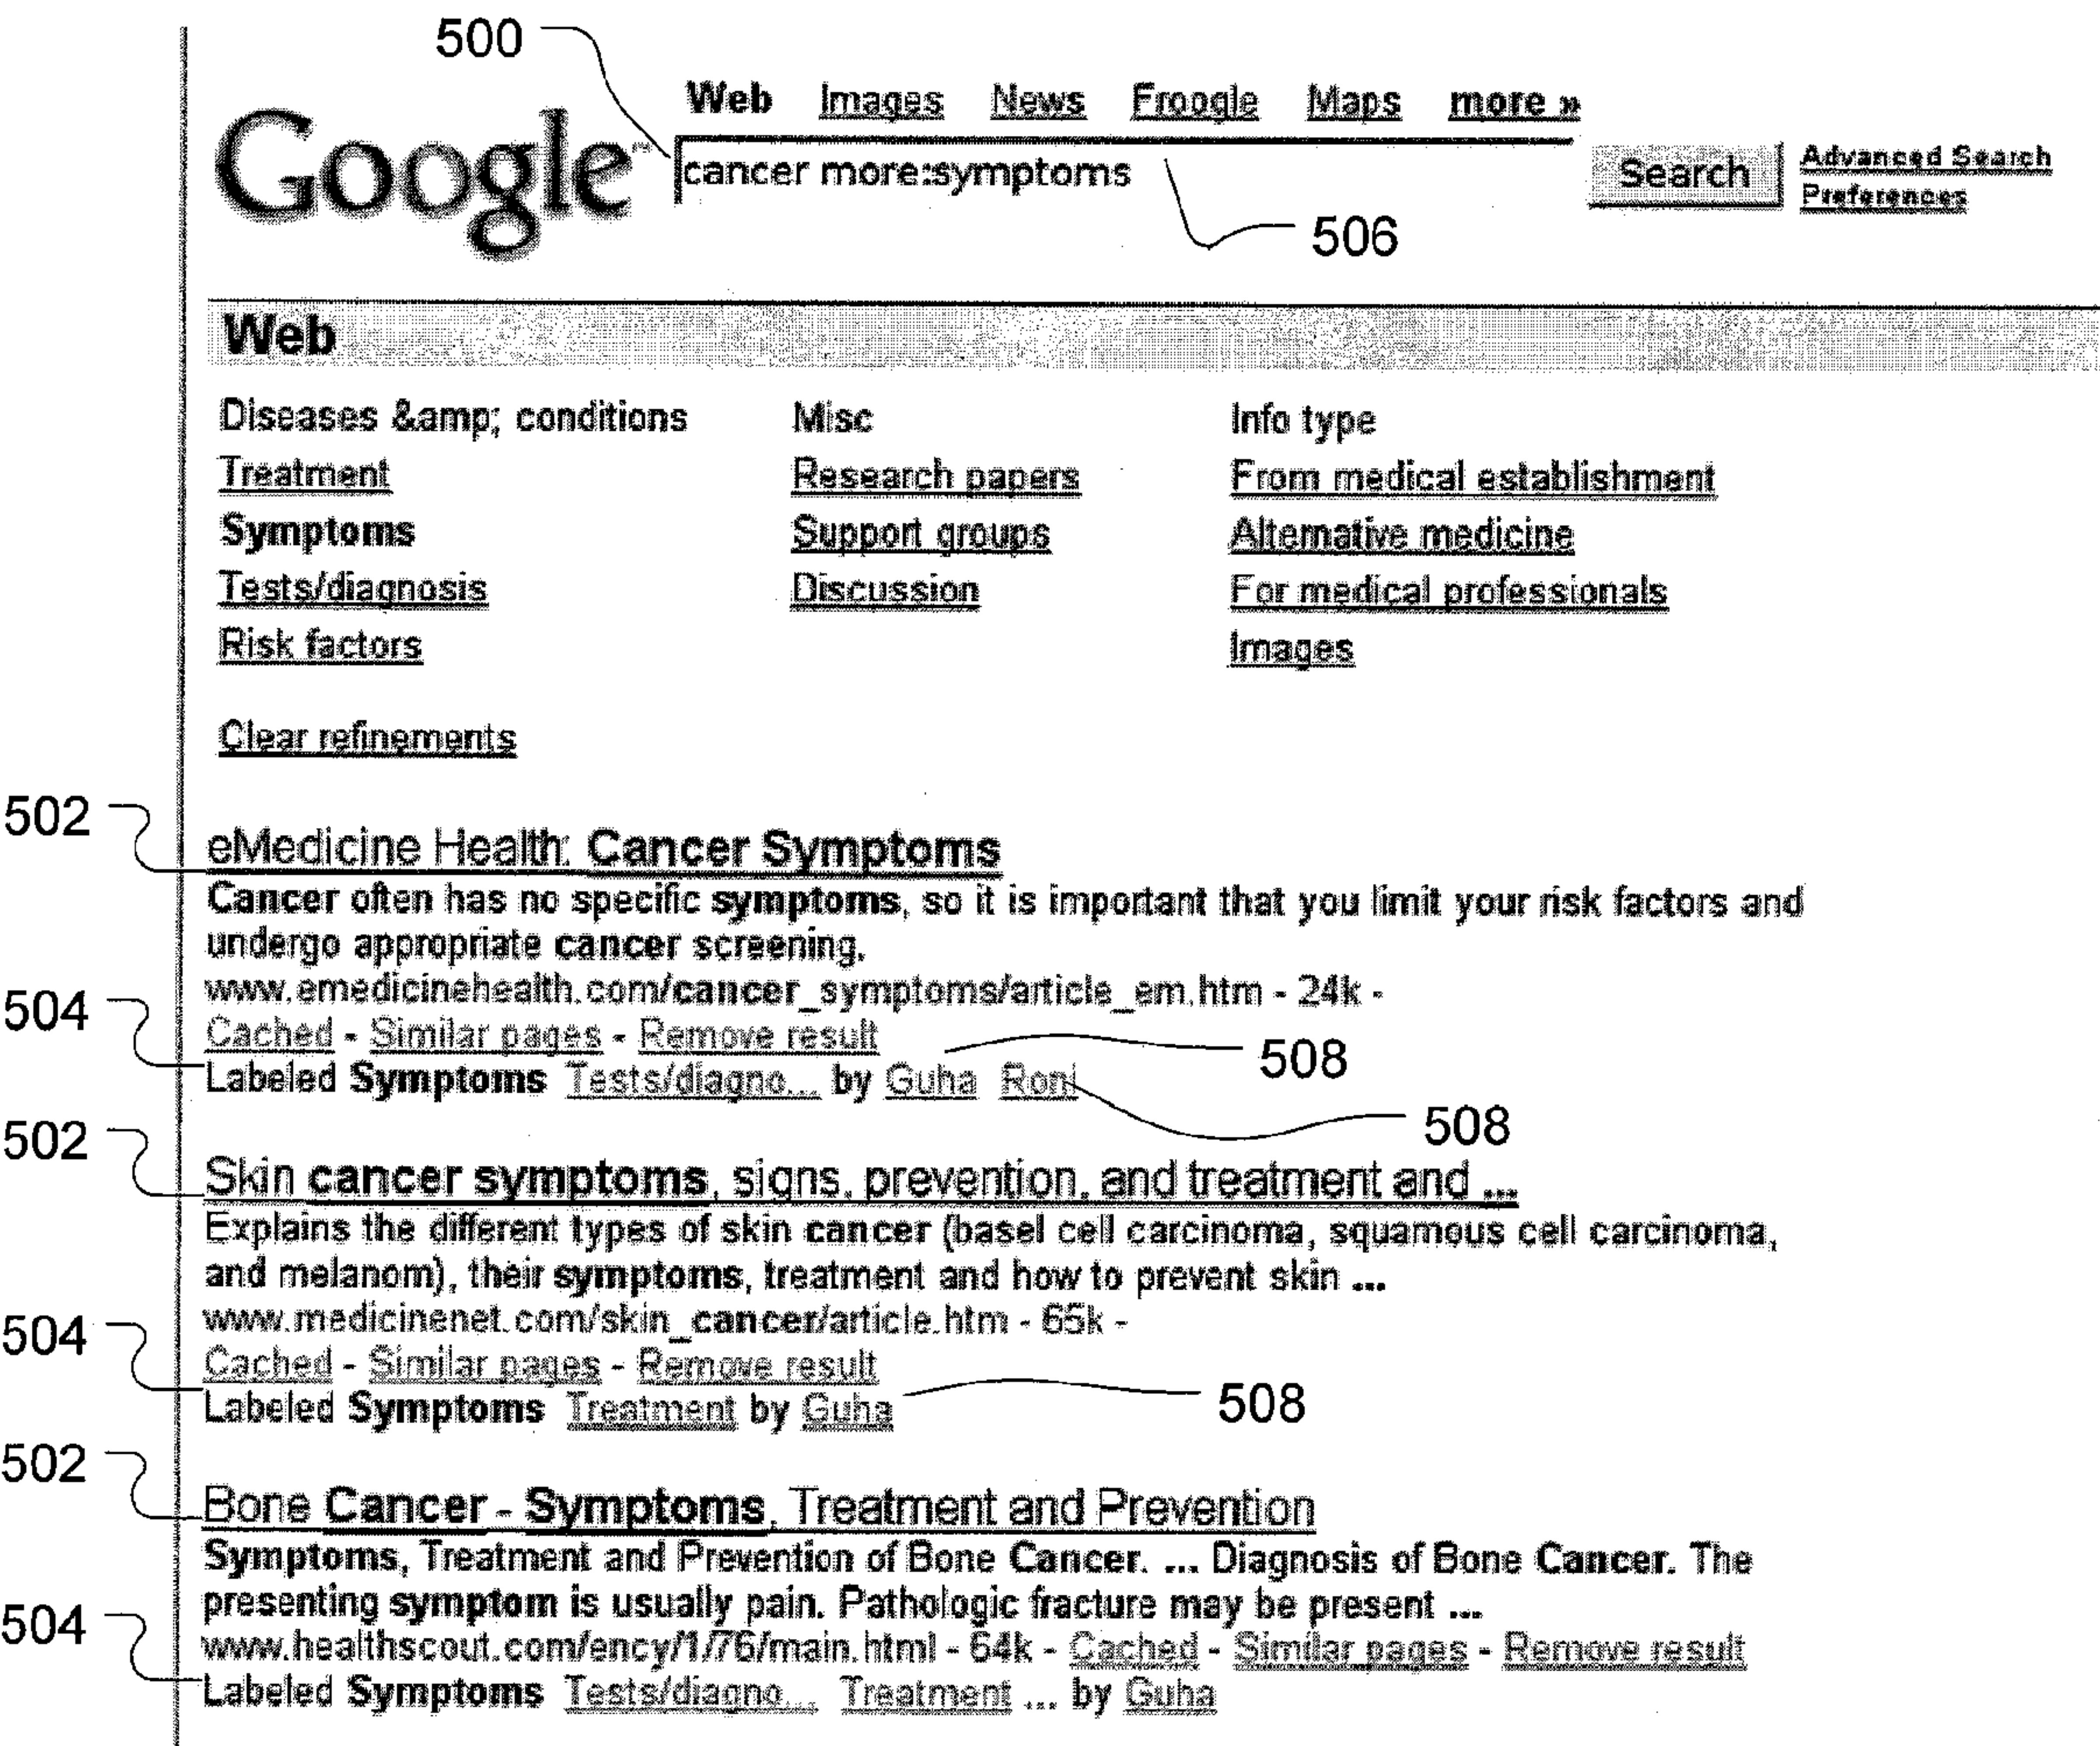 500
Web Images News Froogle Maps more »
Google™ cancer more:symptoms Search Advanced Search
Preferences
506
Web
Diseases &amp; conditions Misc Info type
Treatment Research papers From medical establishment
Symptoms Support groups Alternative medicine
Tests/diagnosis Discussion For medical professionals
Risk factors Images
Clear refinements
502
eMedicine Health: Cancer Symptoms
Cancer often has no specific symptoms, so it is important that you limit your risk factors and
undergo appropriate cancer screening.
www.emedicinehealth.com/cancer_symptoms/article_em.htm - 24k -
504
Cached - Similar pages - Remove result
508
Labeled Symptoms Tests/diagno... by Guha Roni
508
502
Skin cancer symptoms, signs, prevention, and treatment and ...
Explains the different types of skin cancer (basel cell carcinoma, squamous cell carcinoma,
and melanom), their symptoms, treatment and how to prevent skin ...
www.medicinenet.com/skin_cancer/article.htm - 65k -
504
Cached - Similar pages - Remove result
Labeled Symptoms Treatment by Guha
508
502
Bone Cancer - Symptoms, Treatment and Prevention
Symptoms, Treatment and Prevention of Bone Cancer. ... Diagnosis of Bone Cancer. The
presenting symptom is usually pain. Pathologic fracture may be present ...
504
www.healthscout.com/ency/1/76/main.html - 64k - Cached - Similar pages - Remove result
Labeled Symptoms Tests/diagno... Treatment ... by Guha